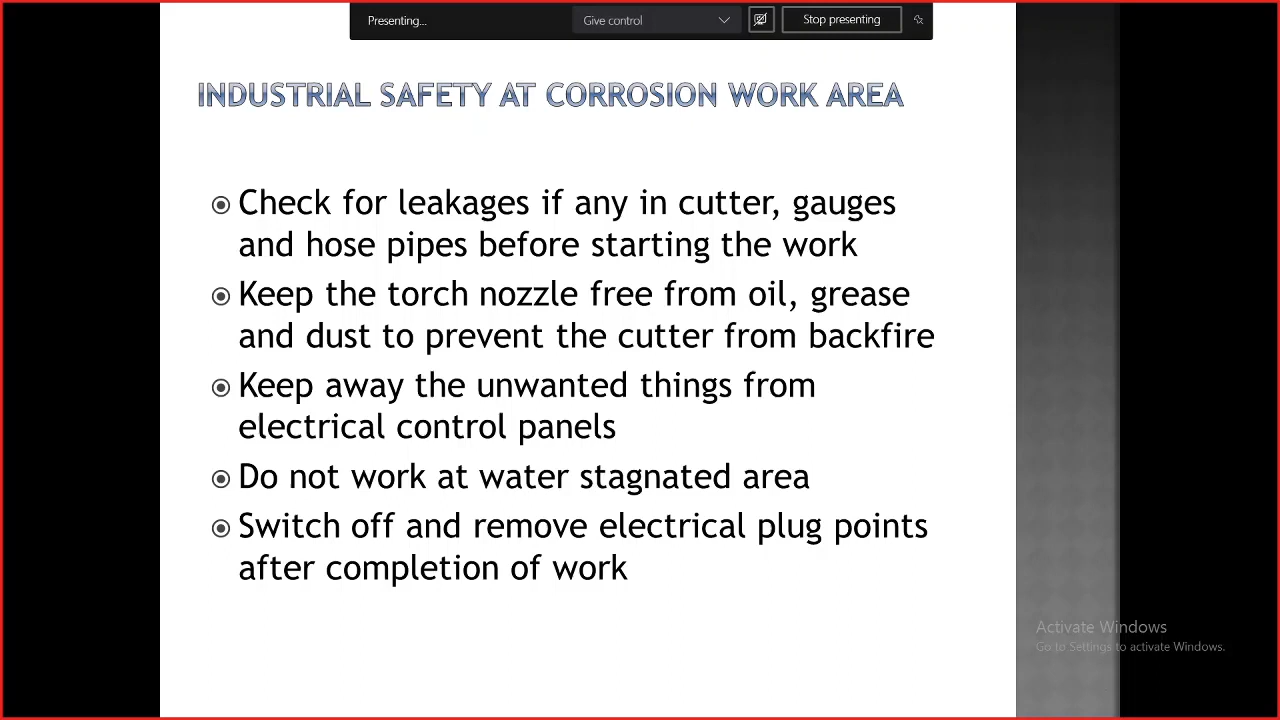 Presenting...
Give control
Stop presenting
INDUSTRIAL SAFETY AT CORROSION WORK AREA
Check for leakages if any in cutter, gauges
and hose pipes before starting the work
Keep the torch nozzle free from oil, grease
and dust to prevent the cutter from backfire
Keep away the unwanted things from
electrical control panels
Do not work at water stagnated area
Switch off and remove electrical plug points
after completion of work
Activate Windows
Go to Settings to activate Windows.